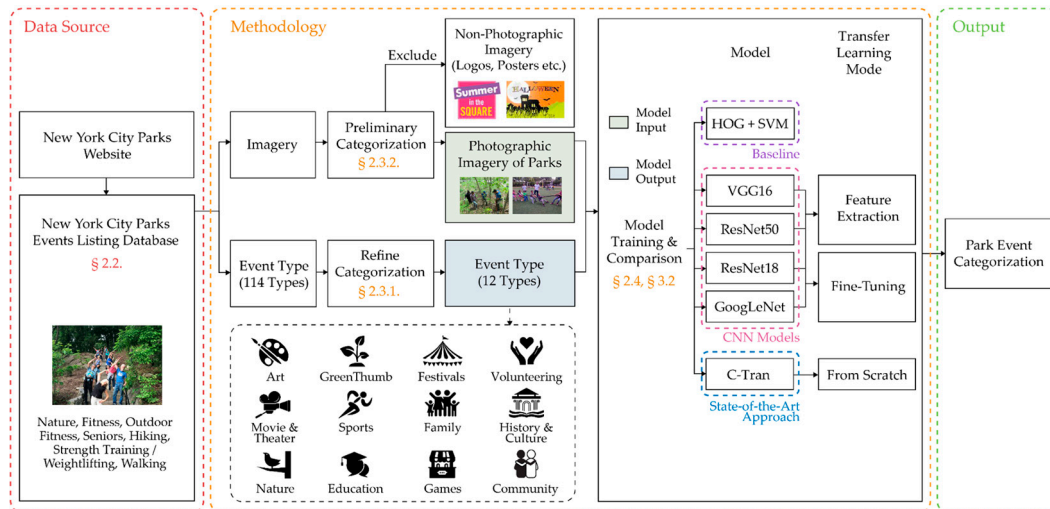 Data Source
New York City Parks
Website
New York City Parks
Events Listing Database
§ 2.2.
Nature, Fitness, Outdoor
Fitness, Seniors, Hiking,
Strength Training /
Weightlifting, Walking
Methodology
Exclude
Non-Photographic
Imagery
(Logos, Posters etc.)
Summer
in the
SQUARE
HALLOWEEN
Imagery
Preliminary
Categorization
§ 2.3.2.
Photographic
Imagery of Parks
Event Type
(114 Types)
Refine
Categorization
§ 2.3.1.
Event Type
(12 Types)
Art
GreenThumb
Festivals
Volunteering
Movie &
Theater
Sports
Family
History &
Culture
Nature
Education
Games
Community
Model
Input
Model
Output
Model
Training &
Comparison
§ 2.4, § 3.2
Model
Transfer
Learning
Mode
HOG + SVM
Baseline
VGG16
ResNet50
ResNet18
GoogLeNet
CNN Models
Feature
Extraction
Fine-Tuning
C-Tran
From Scratch
State-of-the-Art
Approach
Output
Park Event
Categorization